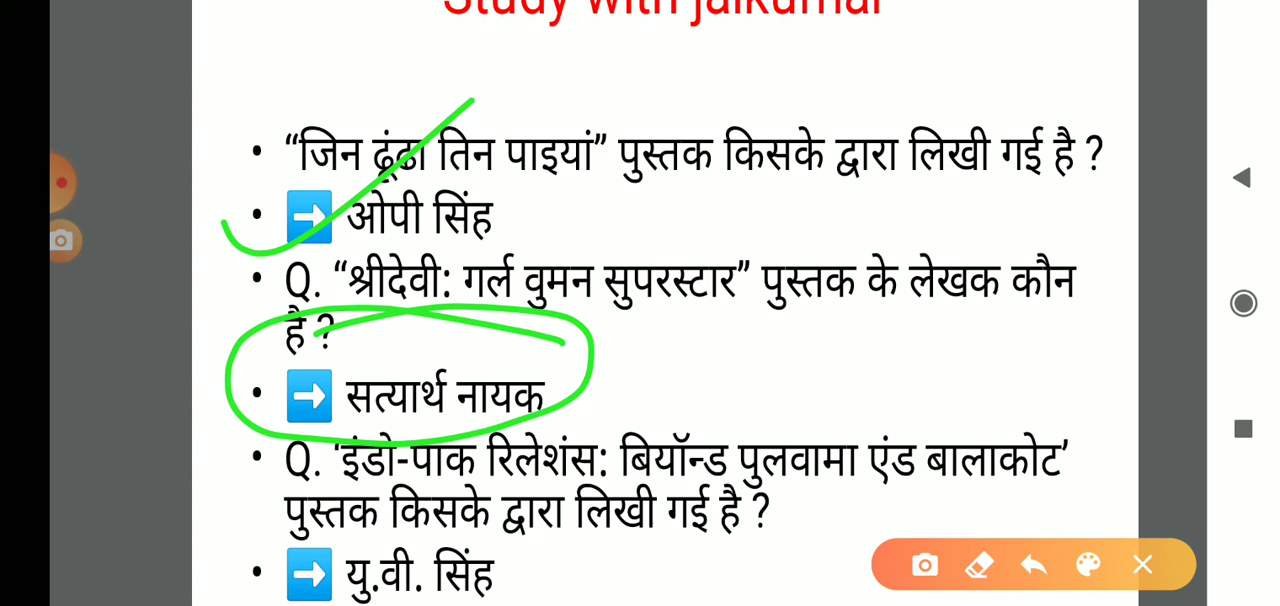 Study with jaikumar
• “जिन ढूंढा तिन पाइयां” पुस्तक किसके द्वारा लिखी गई है ?
• ➡ ओपी सिंह
• Q. “श्रीदेवी: गर्ल वुमन सुपरस्टार” पुस्तक के लेखक कौन
है ?
• ➡ सत्यार्थ नायक
• Q. ‘इंडो-पाक रिलेशंस: बियॉन्ड पुलवामा एंड बालाकोट’
पुस्तक किसके द्वारा लिखी गई है ?
• ➡ यु.वी. सिंह